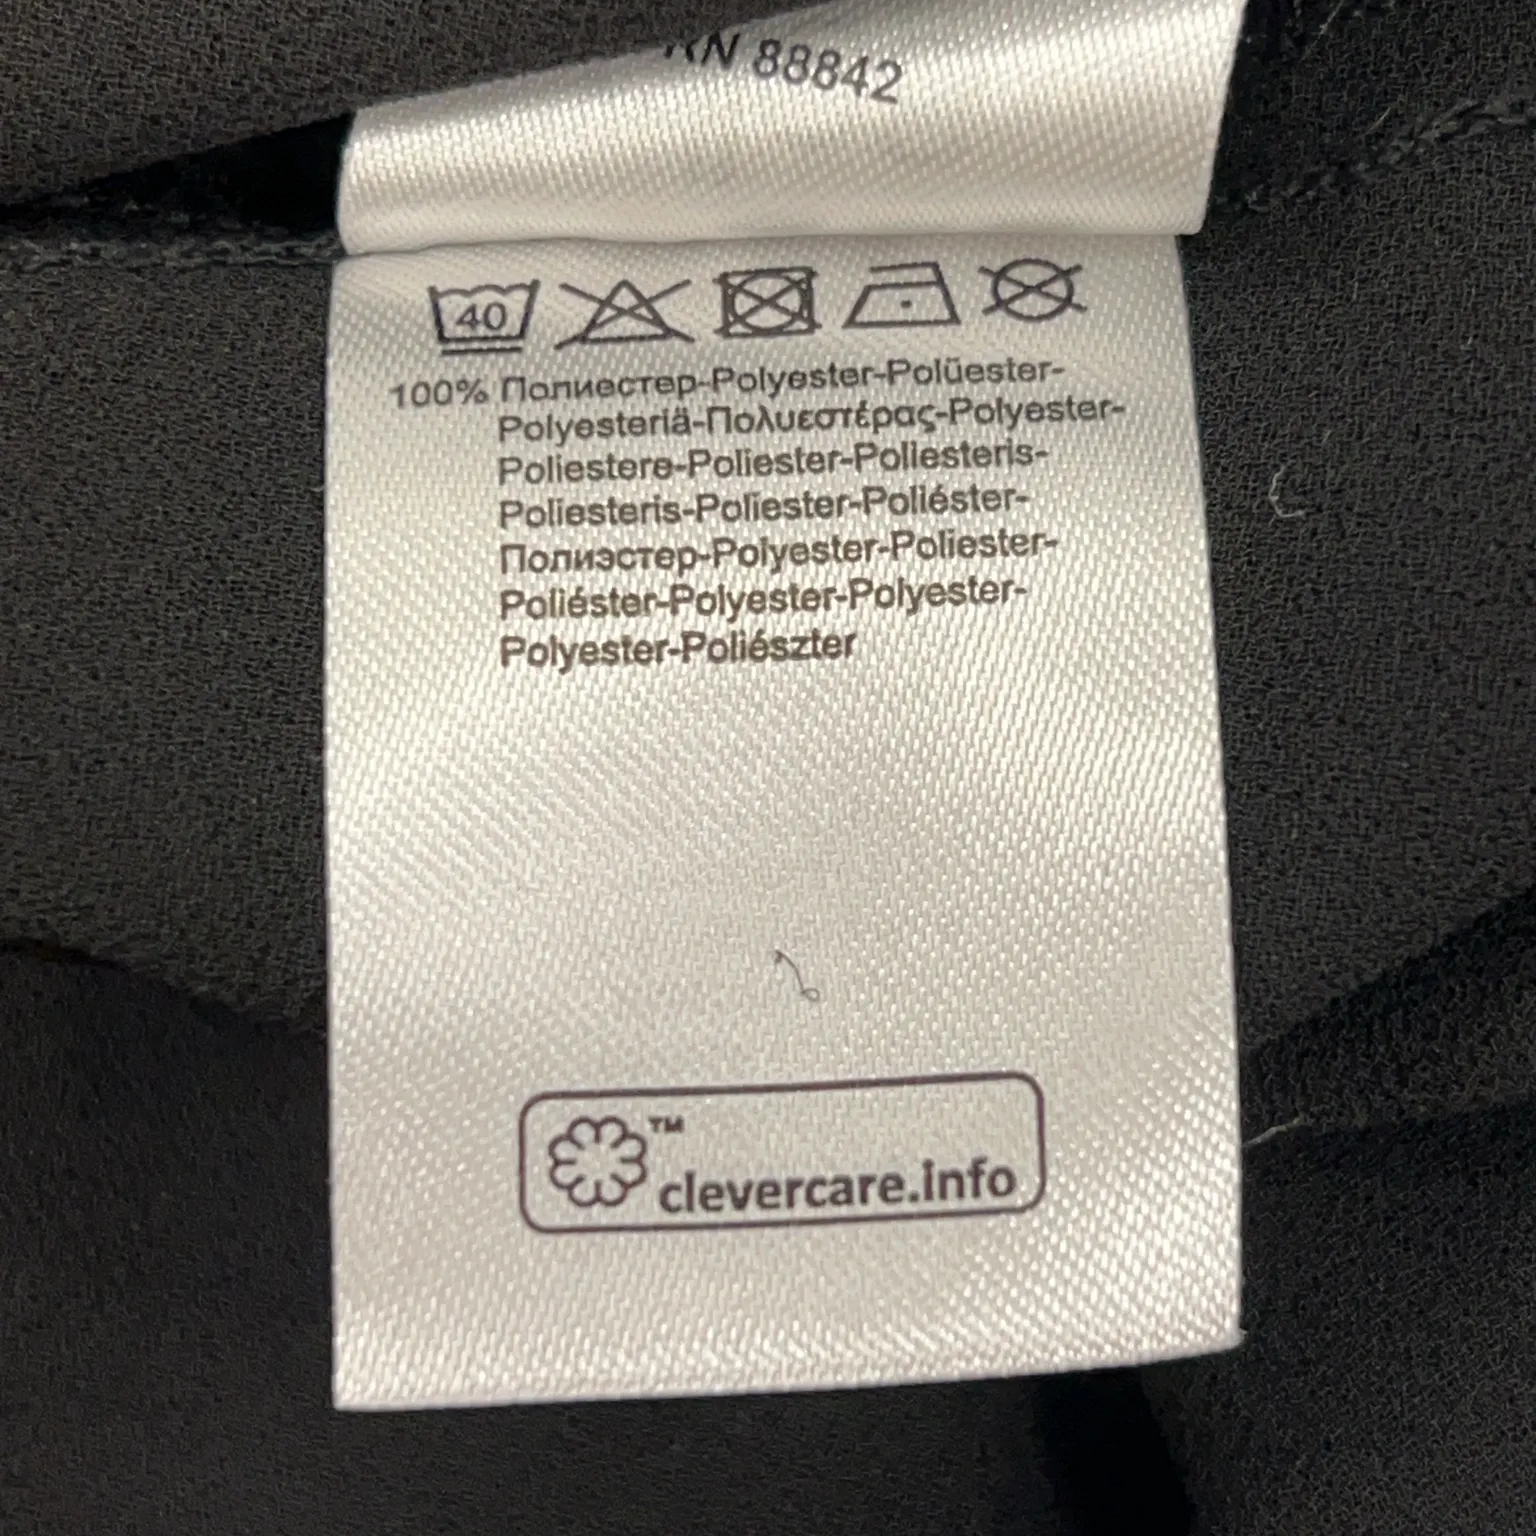 RN 88842
40
100% Полиестер-Polyester-Polüester-
Polyesteriä-Πολυεστέρας-Polyester-
Poliestere-Poliester-Poliesteris-
Poliesteris-Poliester-Poliéster-
Полиэстер-Polyester-Poliester-
Poliéster-Polyester-Polyester-
Polyester-Poliészter
™
clevercare.info